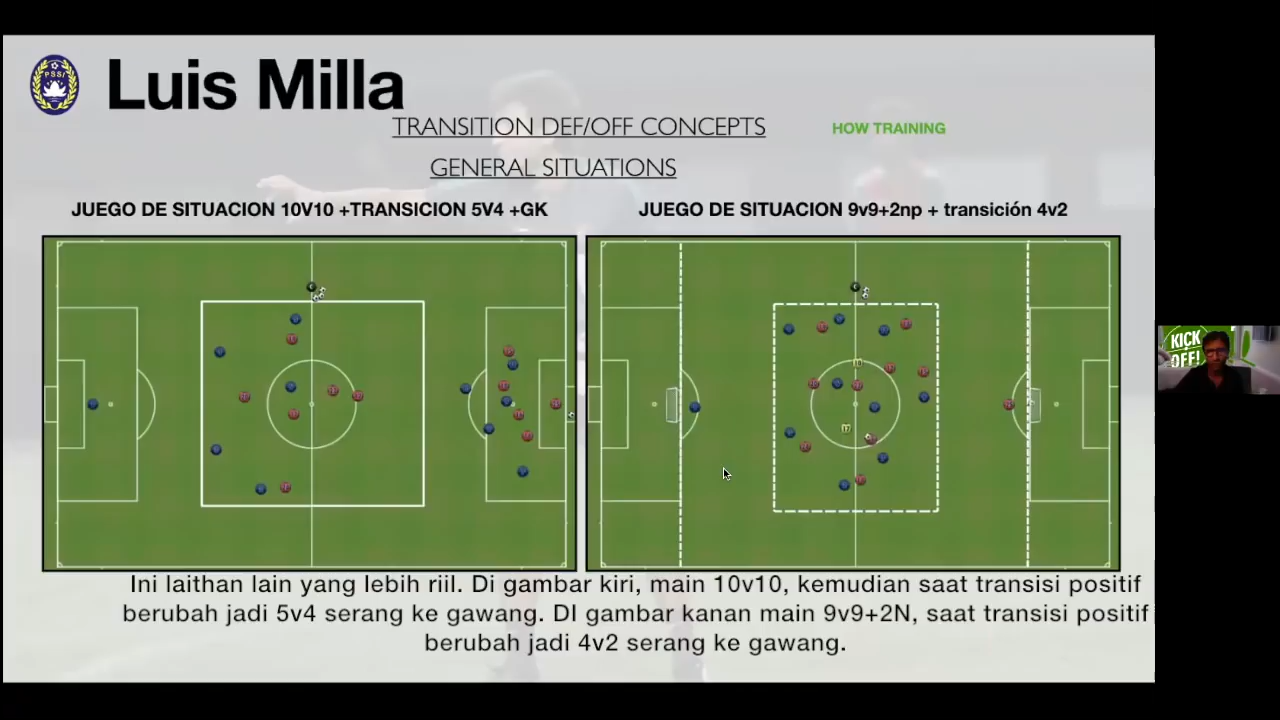 PSSI
Luis Milla
TRANSITION DEF/OFF CONCEPTS
HOW TRAINING
GENERAL SITUATIONS
JUEGO DE SITUACION 10V10 +TRANSICION 5V4 +GK
JUEGO DE SITUACION 9v9+2np + transición 4v2
KICK
OFF!
Ini laithan lain yang lebih riil. Di gambar kiri, main 10v10, kemudian saat transisi positif
berubah jadi 5v4 serang ke gawang. DI gambar kanan main 9v9+2N, saat transisi positif
berubah jadi 4v2 serang ke gawang.